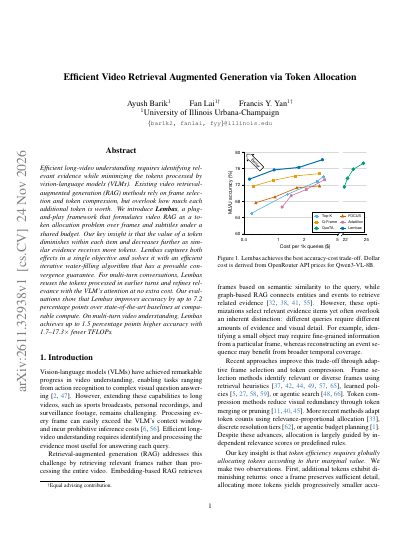 Efficient Video Retrieval Augmented Generation via Token Allocation
Ayush Barik¹ Fan Lai¹† Francis Y. Yan¹†
¹University of Illinois Urbana-Champaign
{barik2, fanlai, fyy}@illinois.edu
arXiv:2611.32938v1 [cs.CV] 24 Nov 2026
Abstract
Efficient long-video understanding requires identifying rel-
evant evidence while minimizing the tokens processed by
vision-language models (VLMs). Existing video retrieval-
augmented generation (RAG) methods rely on frame selec-
tion and token compression, but overlook how much each
additional token is worth. We introduce Lembas, a plug-
and-play framework that formulates video RAG as a to-
ken allocation problem over frames and subtitles under a
shared budget. Our key insight is that the value of a token
diminishes within each item and decreases further as sim-
ilar evidence receives more tokens. Lembas captures both
effects in a single objective and solves it with an efficient
iterative water-filling algorithm that has a provable con-
vergence guarantee. For multi-turn conversations, Lembas
reuses the tokens processed in earlier turns and refines rel-
evance with the VLM's attention at no extra cost. Our eval-
uations show that Lembas improves accuracy by up to 7.2
percentage points over state-of-the-art baselines at compa-
rable compute. On multi-turn video understanding, Lembas
achieves up to 1.5 percentage points higher accuracy with
1.7–17.3× fewer TFLOPs.
1. Introduction
Vision-language models (VLMs) have achieved remarkable
progress in video understanding, enabling tasks ranging
from action recognition to complex visual question answer-
ing [2, 47]. However, extending these capabilities to long
videos, such as sports broadcasts, personal recordings, and
surveillance footage, remains challenging. Processing ev-
ery frame can easily exceed the VLM's context window
and incur prohibitive inference costs [6, 56]. Efficient long-
video understanding requires identifying and processing the
evidence most useful for answering each query.
Retrieval-augmented generation (RAG) addresses this
challenge by retrieving relevant frames rather than pro-
cessing the entire video. Embedding-based RAG retrieves
†Equal advising contribution.
MLVU accuracy (%)
80
76
72
68
64
60
0.4
1
2
3
22
25
Cost per 1k queries ($)
Better
Top-K
FOCUS
Q-Frame
AdaRetake
Lembas
Figure 1. Lembas achieves the best accuracy-cost trade-off. Dollar
cost is derived from OpenRouter API prices for Qwen3-VL-8B.
frames based on semantic similarity to the query, while
graph-based RAG connects entities and events to retrieve
related evidence [32, 38, 41, 55]. However, these opti-
mizations select relevant evidence items yet often overlook
an inherent distinction: different queries require different
amounts of evidence and visual detail. For example, iden-
tifying a small object may require fine-grained information
from a particular frame, whereas reconstructing an event se-
quence may benefit from broader temporal coverage.
Recent approaches improve this trade-off through adap-
tive frame selection and token compression. Frame se-
lection methods identify relevant or diverse frames using
retrieval heuristics [37, 42, 44, 49, 57, 65], learned poli-
cies [5, 27, 58, 59], or agentic search [48, 66]. Token com-
pression methods reduce visual redundancy through token
merging or pruning [11, 40, 45]. More recent methods adapt
token counts using relevance-proportional allocation [33],
discrete resolution tiers [62], or agentic budget planning [1].
Despite these advances, allocation is largely guided by in-
dependent relevance scores or predefined rules.
Our key insight is that token efficiency requires globally
allocating tokens according to their marginal value. We
make two observations. First, additional tokens exhibit di-
minishing returns: once a frame preserves sufficient detail,
allocating more tokens yields progressively smaller accu-
1